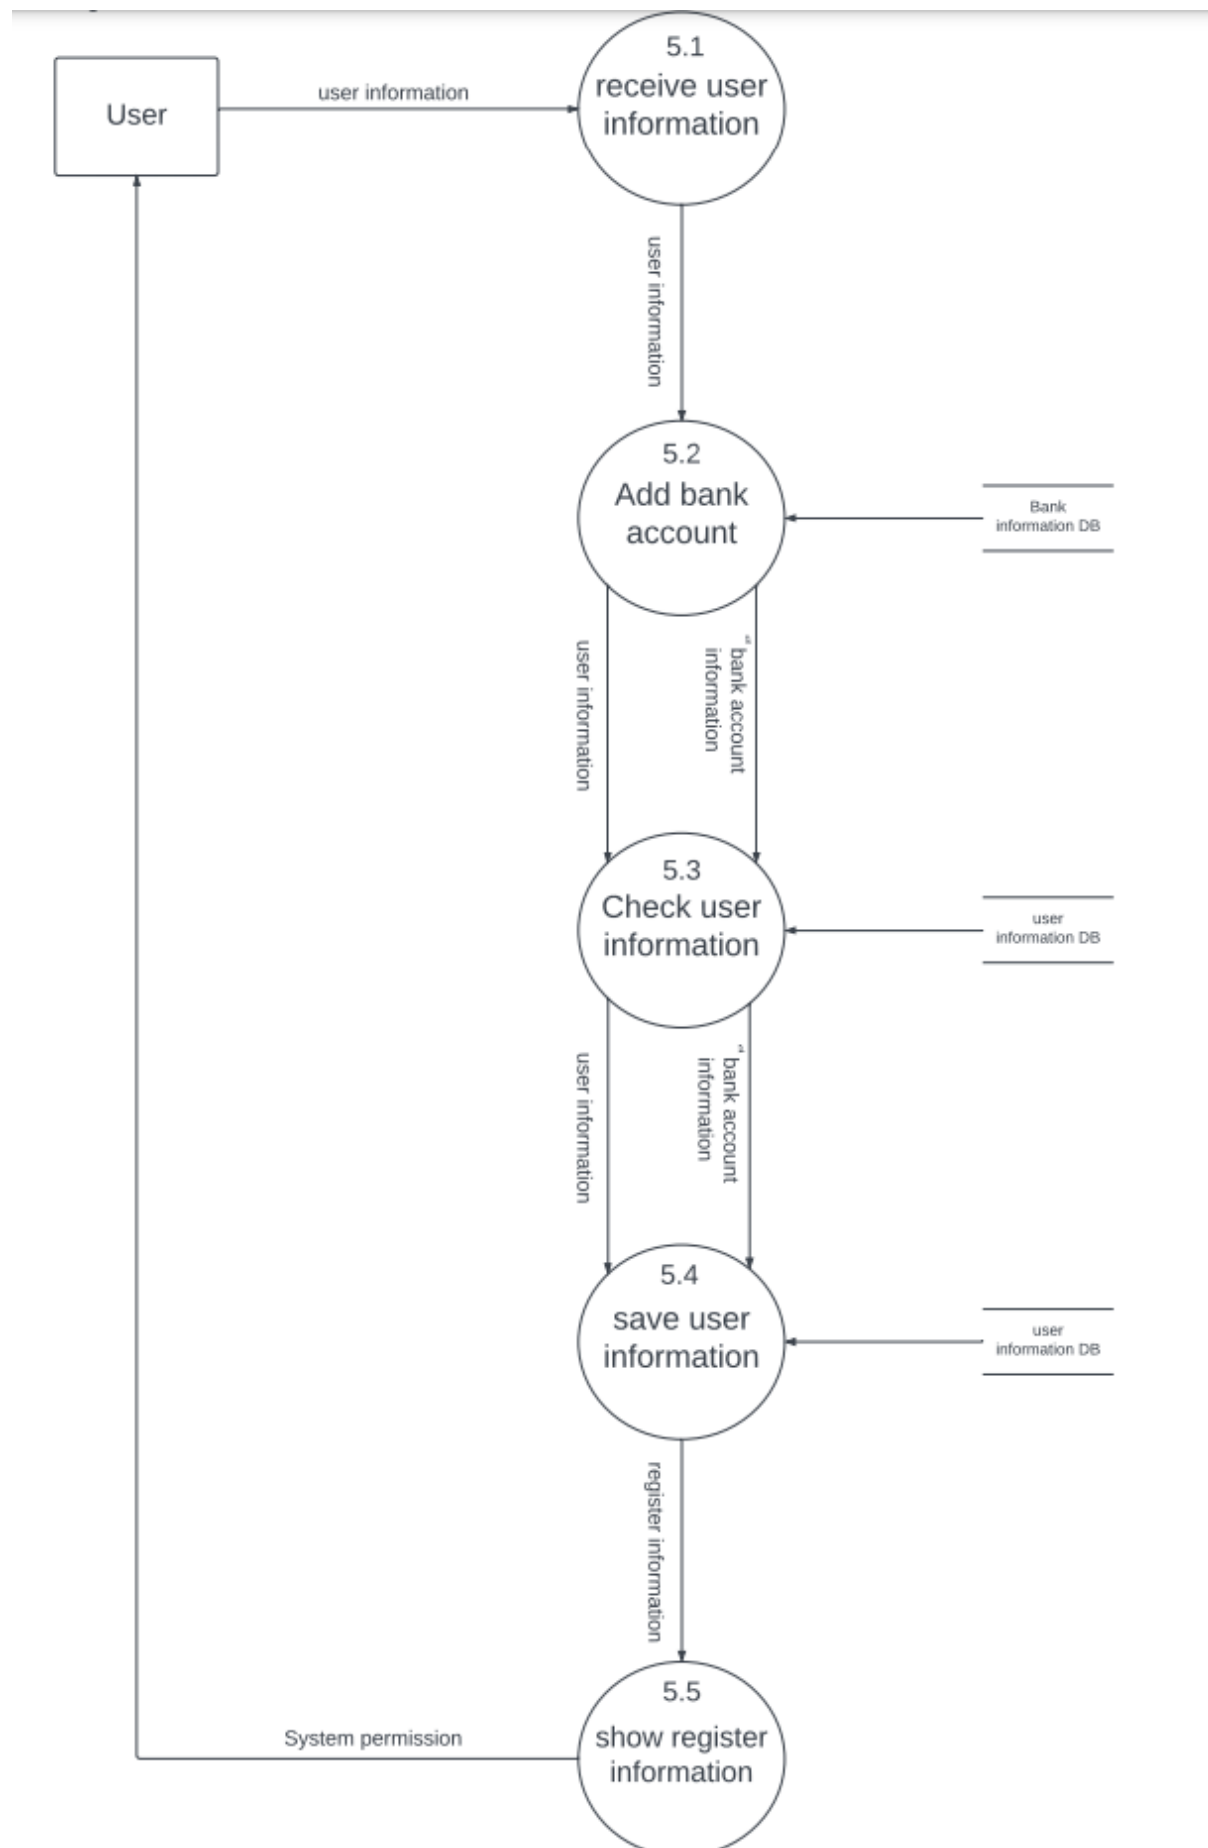 User
user information
5.1
receive user
information
user information
5.2
Add bank
account
Bank
information DB
user information
bank account
information
5.3
Check user
information
user
information DB
user information
bank account
information
5.4
save user
information
user
information DB
register information
5.5
show register
information
System permission